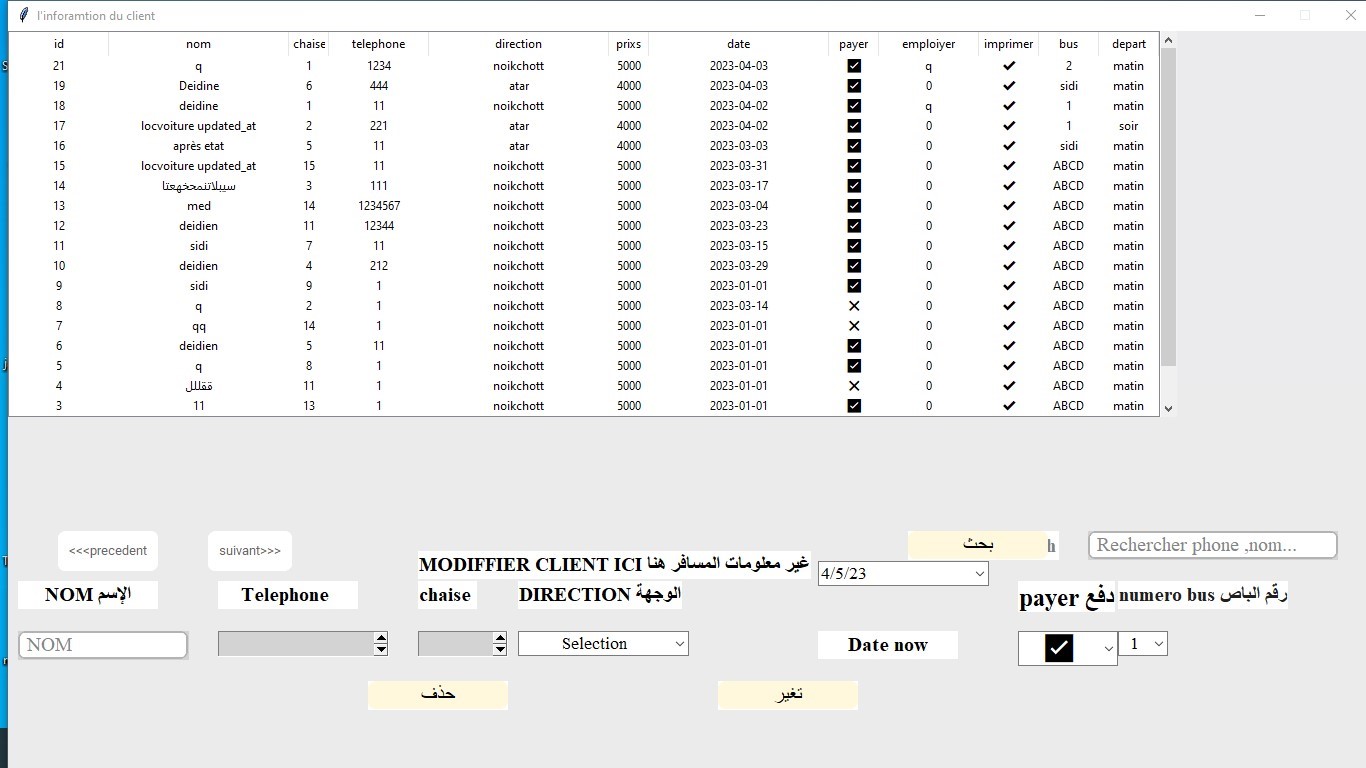 l'inforamtion du client
id nom chaise telephone direction prixs date payer emploiyer imprimer bus depart
21 q 1 1234 noikchott 5000 2023-04-03 q 2 matin
19 Deidine 6 444 atar 4000 2023-04-03 0 sidi matin
18 deidine 1 11 noikchott 5000 2023-04-02 q 1 matin
17 locvoiture updated_at 2 221 atar 4000 2023-04-02 0 1 soir
16 après etat 5 11 atar 4000 2023-03-03 0 sidi matin
15 locvoiture updated_at 15 11 noikchott 5000 2023-03-31 0 ABCD matin
14 سيبلاتنمحخهعتا 3 111 noikchott 5000 2023-03-17 0 ABCD matin
13 med 14 1234567 noikchott 5000 2023-03-04 0 ABCD matin
12 deidien 11 12344 noikchott 5000 2023-03-23 0 ABCD matin
11 sidi 7 11 noikchott 5000 2023-03-15 0 ABCD matin
10 deidien 4 212 noikchott 5000 2023-03-29 0 ABCD matin
9 sidi 9 1 noikchott 5000 2023-01-01 0 ABCD matin
8 q 2 1 noikchott 5000 2023-03-14 0 ABCD matin
7 qq 14 1 noikchott 5000 2023-01-01 0 ABCD matin
6 deidien 5 11 noikchott 5000 2023-01-01 0 ABCD matin
5 q 8 1 noikchott 5000 2023-01-01 0 ABCD matin
4 ققللل 11 1 noikchott 5000 2023-01-01 0 ABCD matin
3 11 13 1 noikchott 5000 2023-01-01 0 ABCD matin
<<<precedent suivant>>> بحث Rechercher phone ,nom...
MODIFFIER CLIENT ICI غير معلومات المسافر هنا 4/5/23
NOM الإسم Telephone chaise DIRECTION الوجهة payer دفع numero bus رقم الباص
NOM Selection Date now 1
حذف تغير